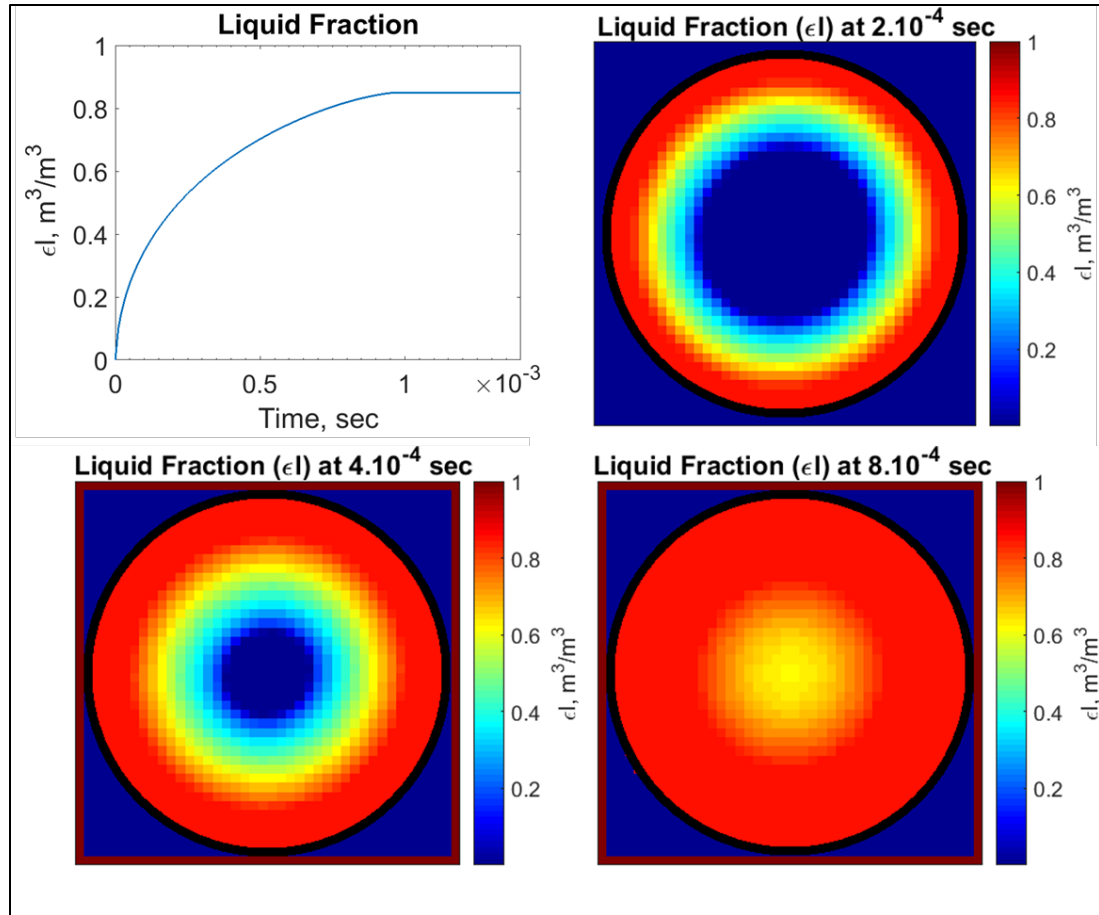 Liquid Fraction
1
0.8
0.6
0.4
0.2
0
ϵl, m³/m³
0 0.5 1 ×10⁻³
Time, sec
Liquid Fraction (ϵl) at 2.10⁻⁴ sec
1
0.8
0.6
0.4
0.2
ϵl, m³/m³
Liquid Fraction (ϵl) at 4.10⁻⁴ sec
1
0.8
0.6
0.4
0.2
ϵl, m³/m³
Liquid Fraction (ϵl) at 8.10⁻⁴ sec
1
0.8
0.6
0.4
0.2
ϵl, m³/m³